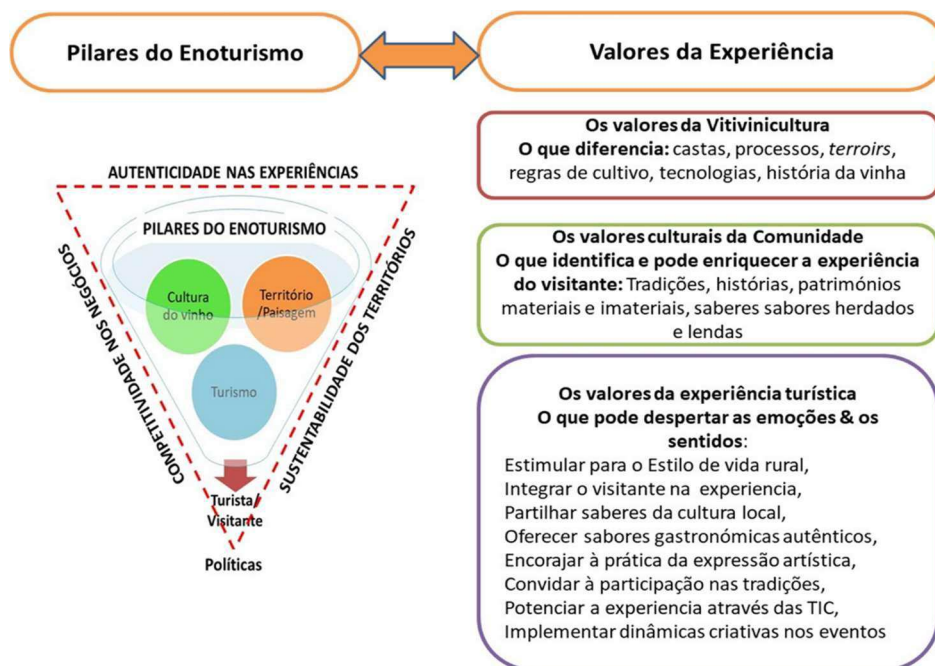 Pilares do Enoturismo
Valores da Experiência
AUTENTICIDADE NAS EXPERIÊNCIAS
PILARES DO ENOTURISMO
COMPETITIVIDADE NOS NEGÓCIOS
SUSTENTABILIDADE DOS TERRITÓRIOS
Cultura
do vinho
Território
/Paisagem
Turismo
Turista/
Visitante
Políticas
Os valores da Vitivinicultura
O que diferencia: castas, processos, terroirs,
regras de cultivo, tecnologias, história da vinha
Os valores culturais da Comunidade
O que identifica e pode enriquecer a experiência
do visitante: Tradições, histórias, patrimónios
materiais e imateriais, saberes sabores herdados
e lendas
Os valores da experiência turística
O que pode despertar as emoções & os
sentidos:
Estimular para o Estilo de vida rural,
Integrar o visitante na experiencia,
Partilhar saberes da cultura local,
Oferecer sabores gastronómicas autênticos,
Encorajar à prática da expressão artística,
Convidar à participação nas tradições,
Potenciar a experiencia através das TIC,
Implementar dinâmicas criativas nos eventos